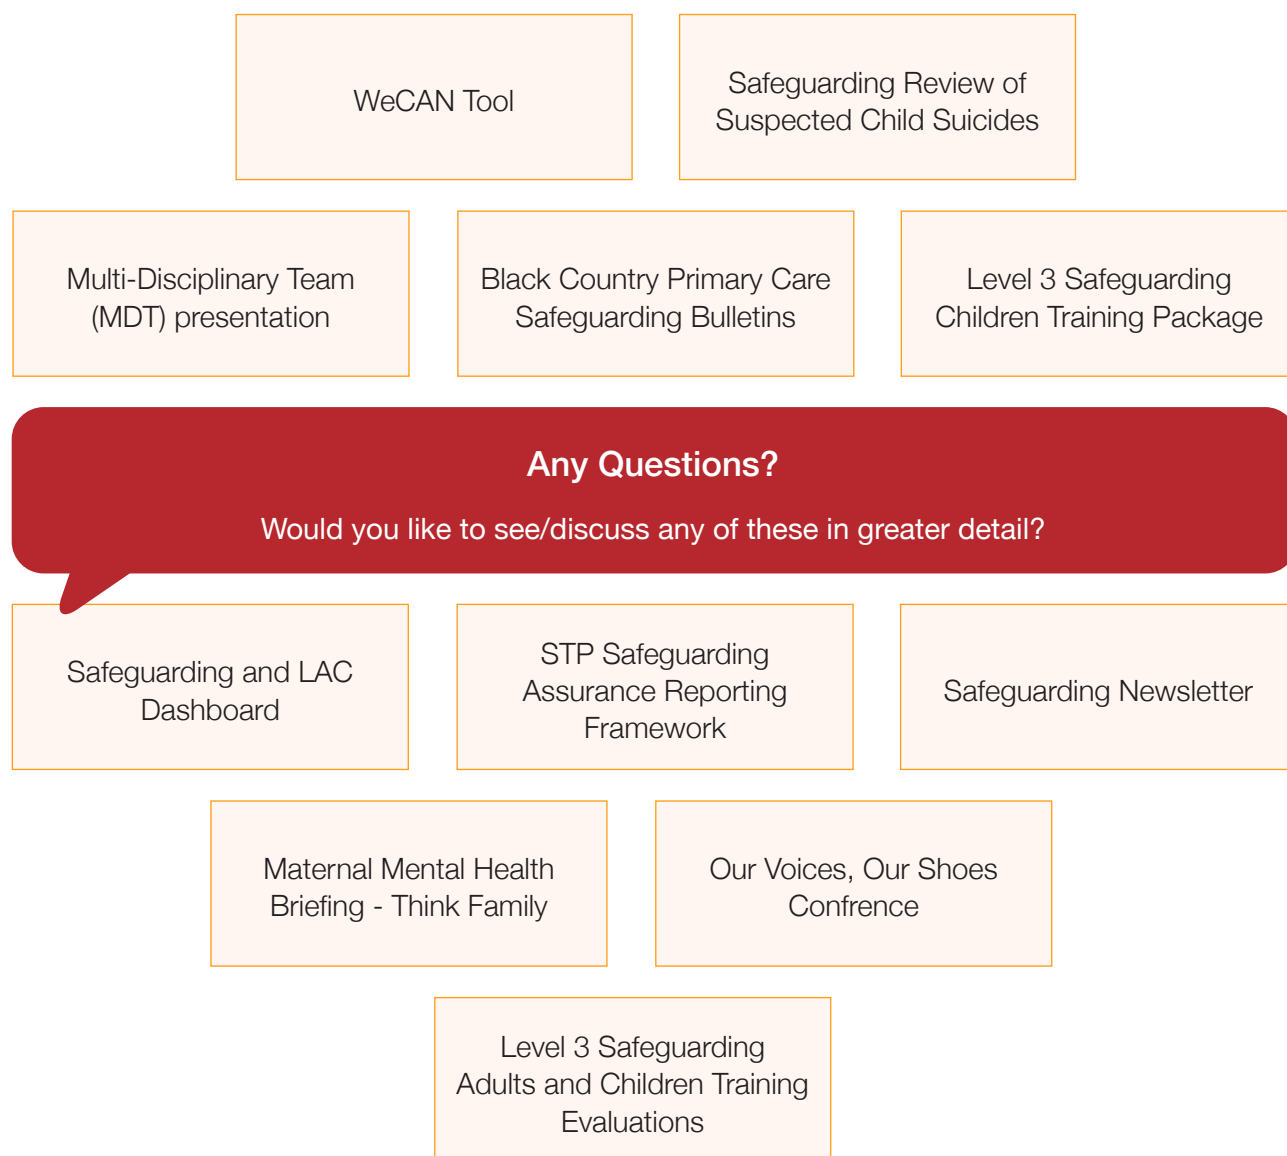 WeCAN Tool
Safeguarding Review of
Suspected Child Suicides
Multi-Disciplinary Team
(MDT) presentation
Black Country Primary Care
Safeguarding Bulletins
Level 3 Safeguarding
Children Training Package
Any Questions?
Would you like to see/discuss any of these in greater detail?
Safeguarding and LAC
Dashboard
STP Safeguarding
Assurance Reporting
Framework
Safeguarding Newsletter
Maternal Mental Health
Briefing - Think Family
Our Voices, Our Shoes
Confrence
Level 3 Safeguarding
Adults and Children Training
Evaluations